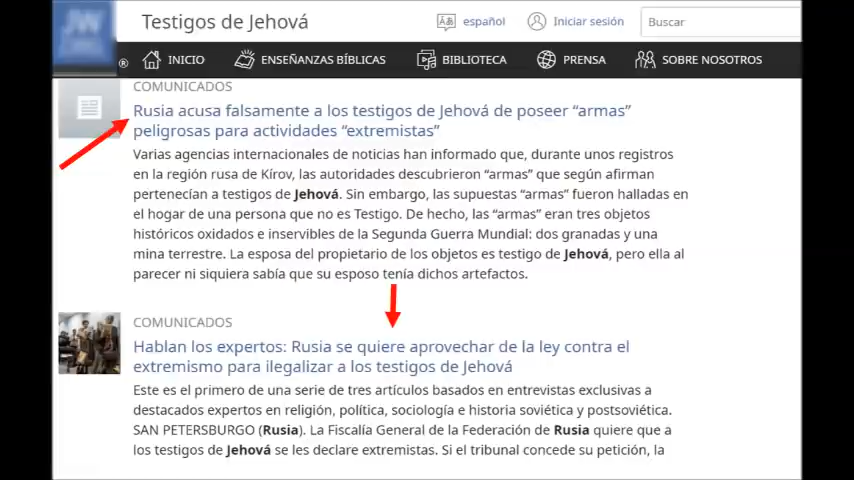 JW
Testigos de Jehová
español
Iniciar sesión
Buscar
®
INICIO
ENSEÑANZAS BÍBLICAS
BIBLIOTECA
PRENSA
SOBRE NOSOTROS
COMUNICADOS
Rusia acusa falsamente a los testigos de Jehová de poseer “armas”
peligrosas para actividades “extremistas”
Varias agencias internacionales de noticias han informado que, durante unos registros
en la región rusa de Kírov, las autoridades descubrieron “armas” que según afirman
pertenecían a testigos de Jehová. Sin embargo, las supuestas “armas” fueron halladas en
el hogar de una persona que no es Testigo. De hecho, las “armas” eran tres objetos
históricos oxidados e inservibles de la Segunda Guerra Mundial: dos granadas y una
mina terrestre. La esposa del propietario de los objetos es testigo de Jehová, pero ella al
parecer ni siquiera sabía que su esposo tenía dichos artefactos.
COMUNICADOS
Hablan los expertos: Rusia se quiere aprovechar de la ley contra el
extremismo para ilegalizar a los testigos de Jehová
Este es el primero de una serie de tres artículos basados en entrevistas exclusivas a
destacados expertos en religión, política, sociología e historia soviética y postsoviética.
SAN PETERSBURGO (Rusia). La Fiscalía General de la Federación de Rusia quiere que a
los testigos de Jehová se les declare extremistas. Si el tribunal concede su petición, la